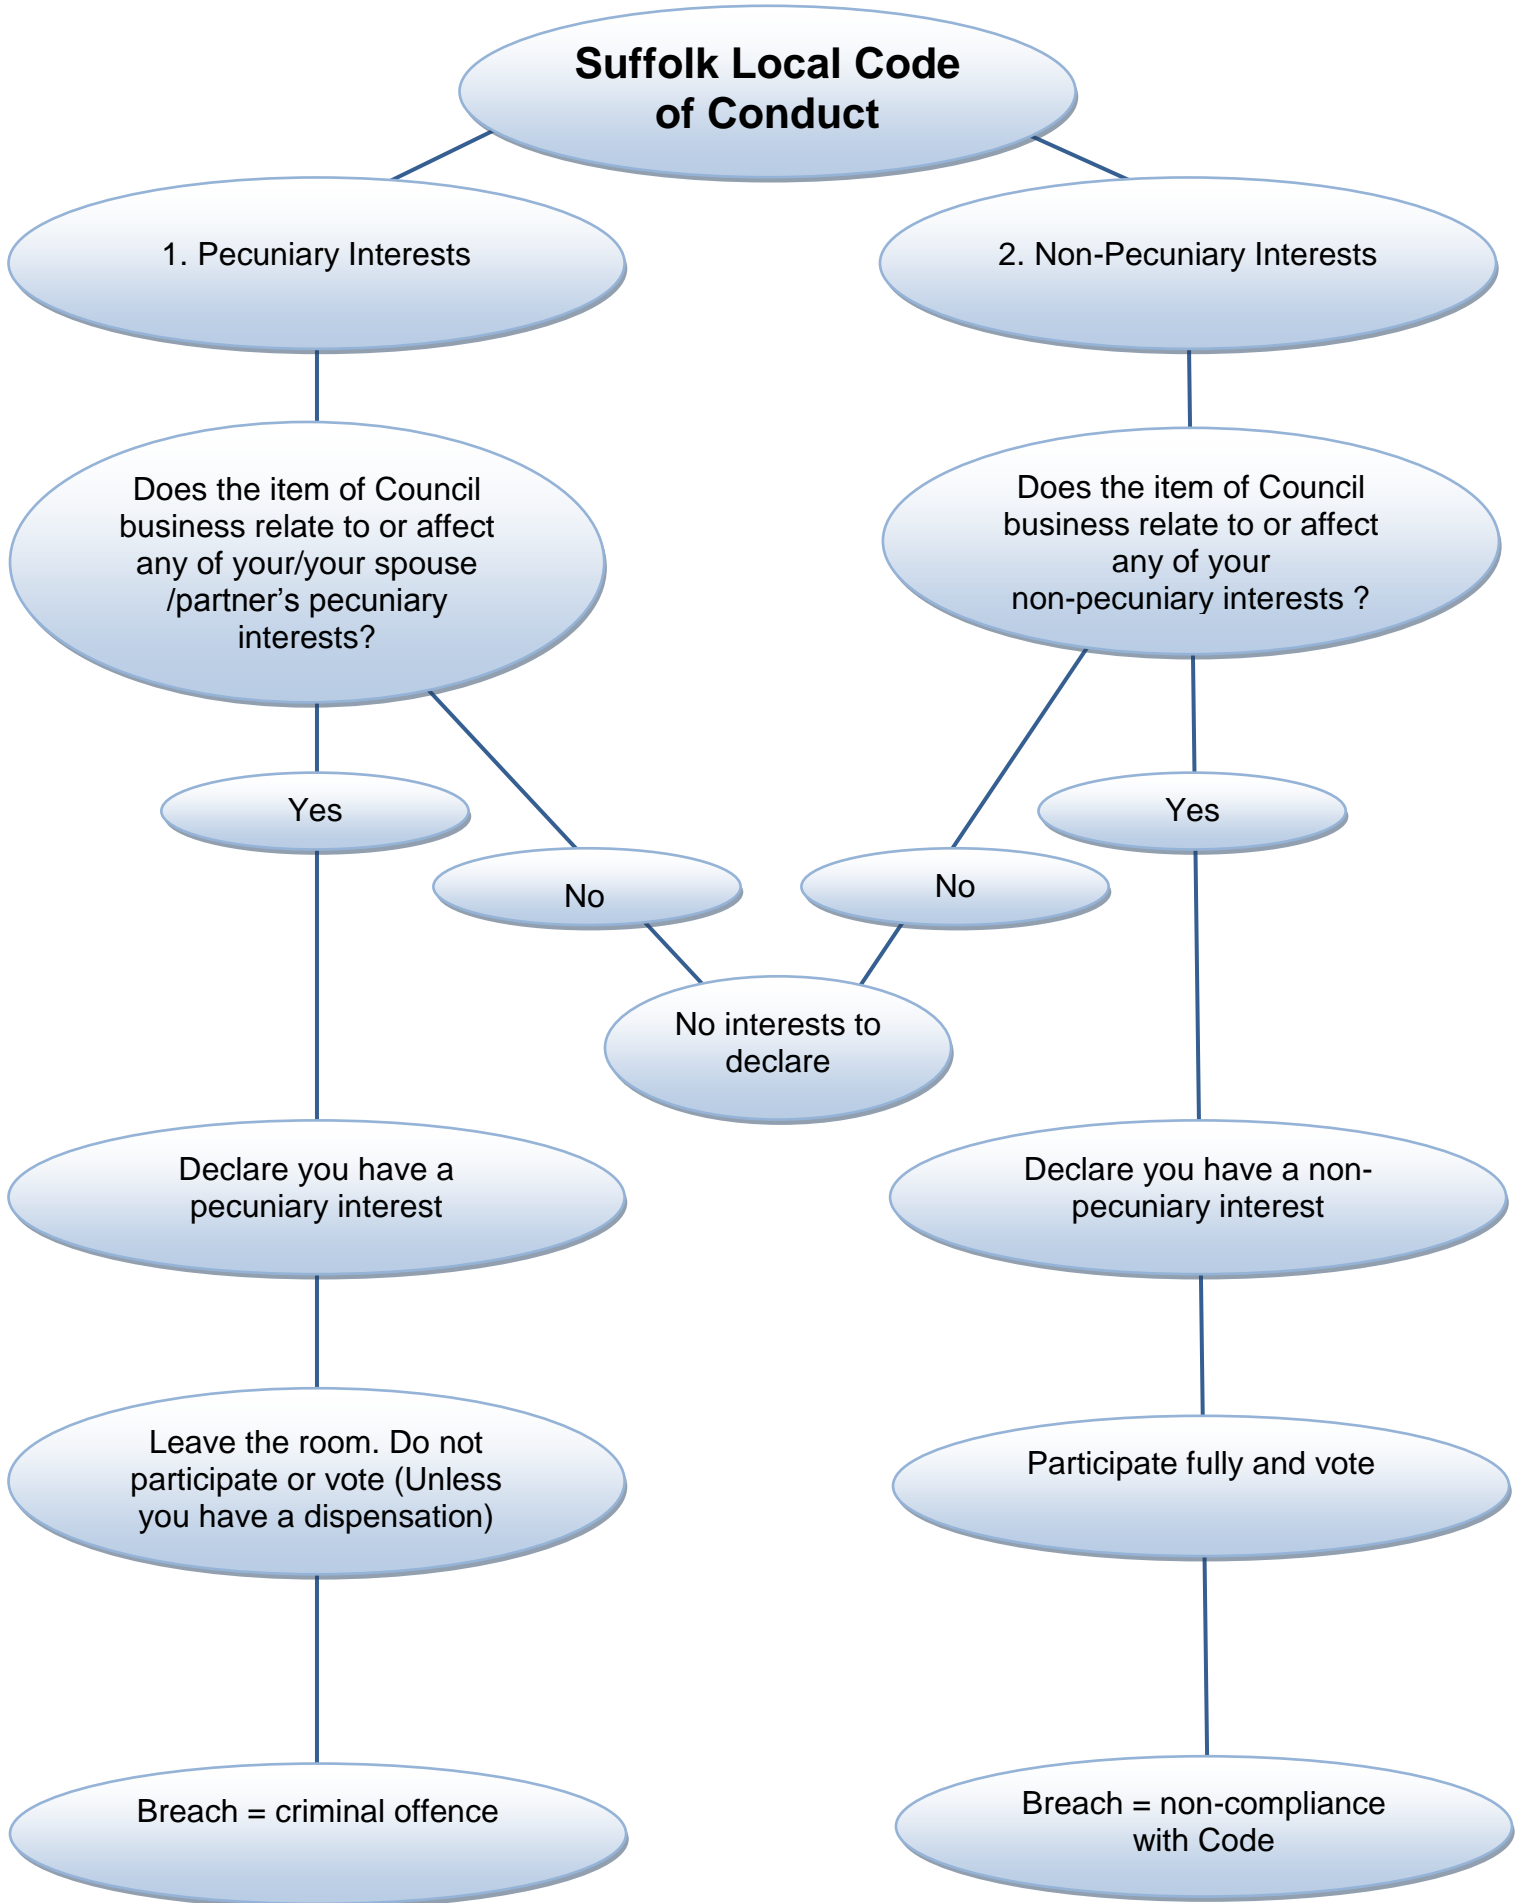 Suffolk Local Code
of Conduct
1. Pecuniary Interests
2. Non-Pecuniary Interests
Does the item of Council
business relate to or affect
any of your/your spouse
/partner’s pecuniary
interests?
Does the item of Council
business relate to or affect
any of your
non-pecuniary interests ?
Yes
No
No
Yes
No interests to
declare
Declare you have a
pecuniary interest
Declare you have a non-
pecuniary interest
Leave the room. Do not
participate or vote (Unless
you have a dispensation)
Participate fully and vote
Breach = criminal offence
Breach = non-compliance
with Code